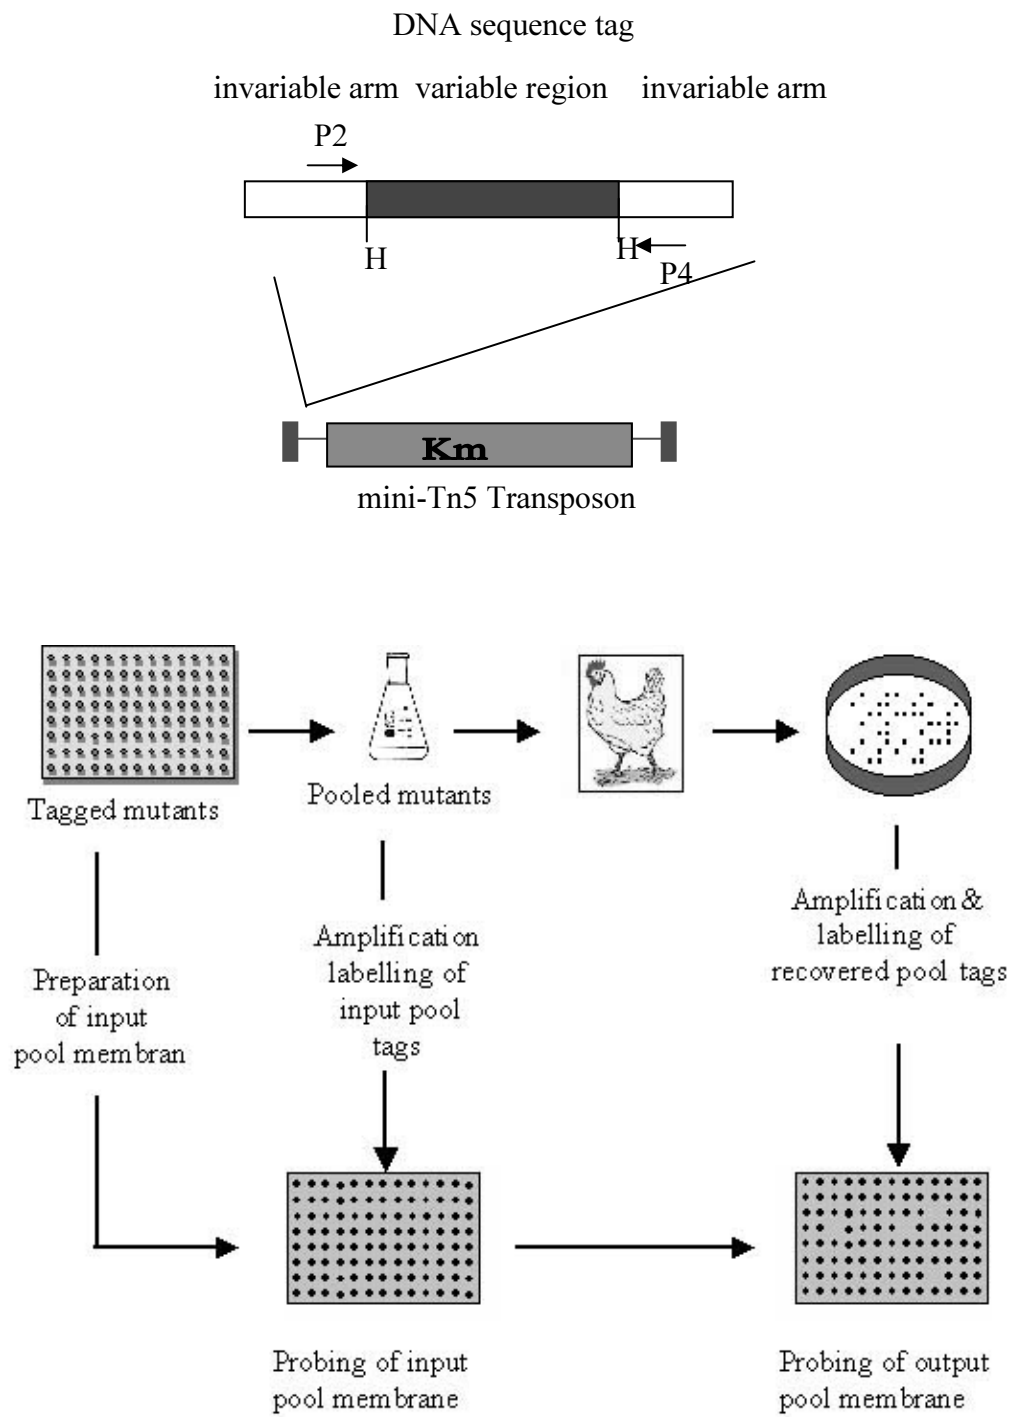 DNA sequence tag
invariable arm variable region invariable arm
P2
H
H
P4
Km
mini-Tn5 Transposon
Tagged mutants
Pooled mutants
Preparation
of input
pool membran
Amplification
labelling of
input pool
tags
Amplification &
labelling of
recovered pool tags
Probing of input
pool membrane
Probing of output
pool membrane